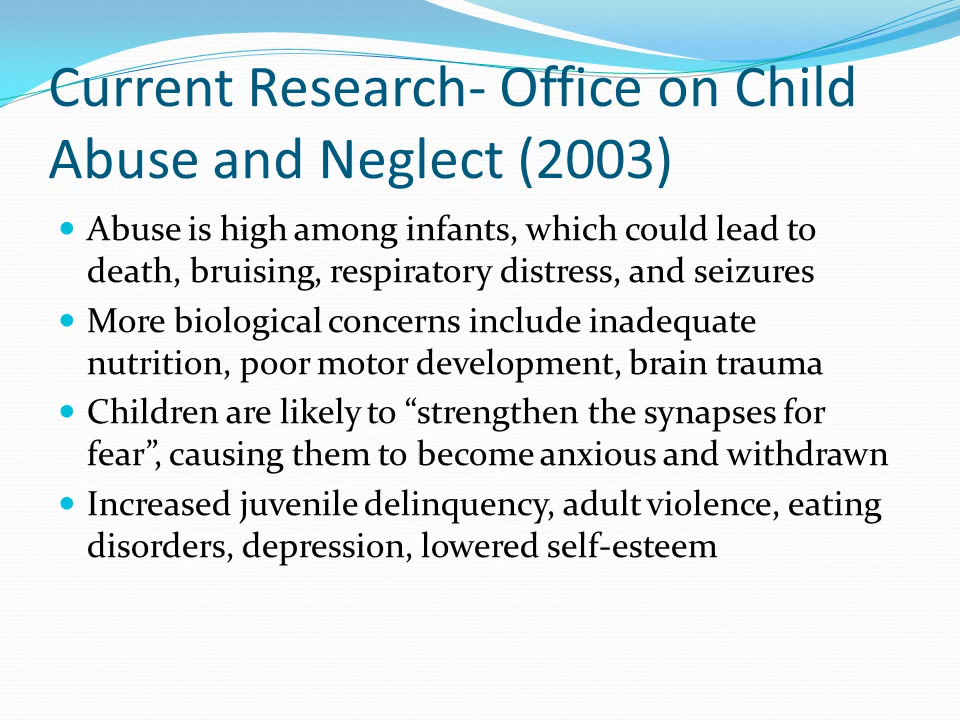 Current Research- Office on Child
Abuse and Neglect (2003)
Abuse is high among infants, which could lead to
death, bruising, respiratory distress, and seizures
More biological concerns include inadequate
nutrition, poor motor development, brain trauma
Children are likely to “strengthen the synapses for
fear”, causing them to become anxious and withdrawn
Increased juvenile delinquency, adult violence, eating
disorders, depression, lowered self-esteem